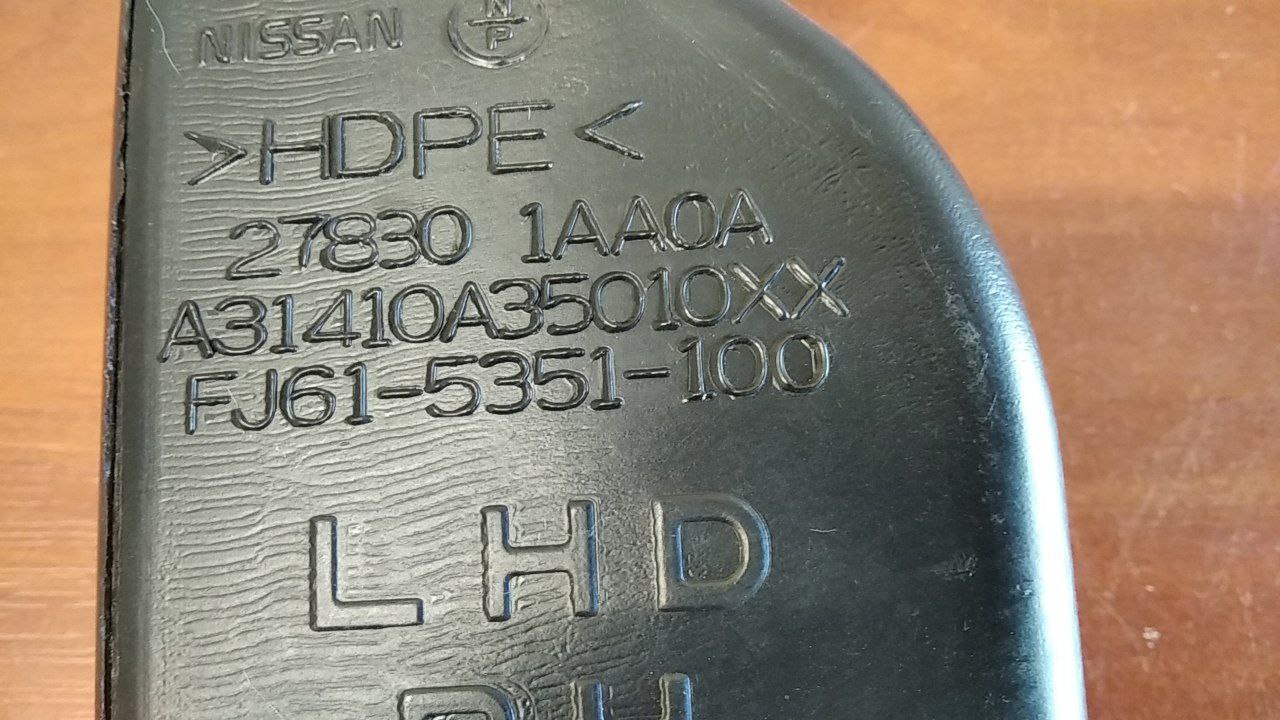 NISSAN N P
>HDPE<
27830 1AA0A
A31410A35010XX
FJ61-5351-100
LHD